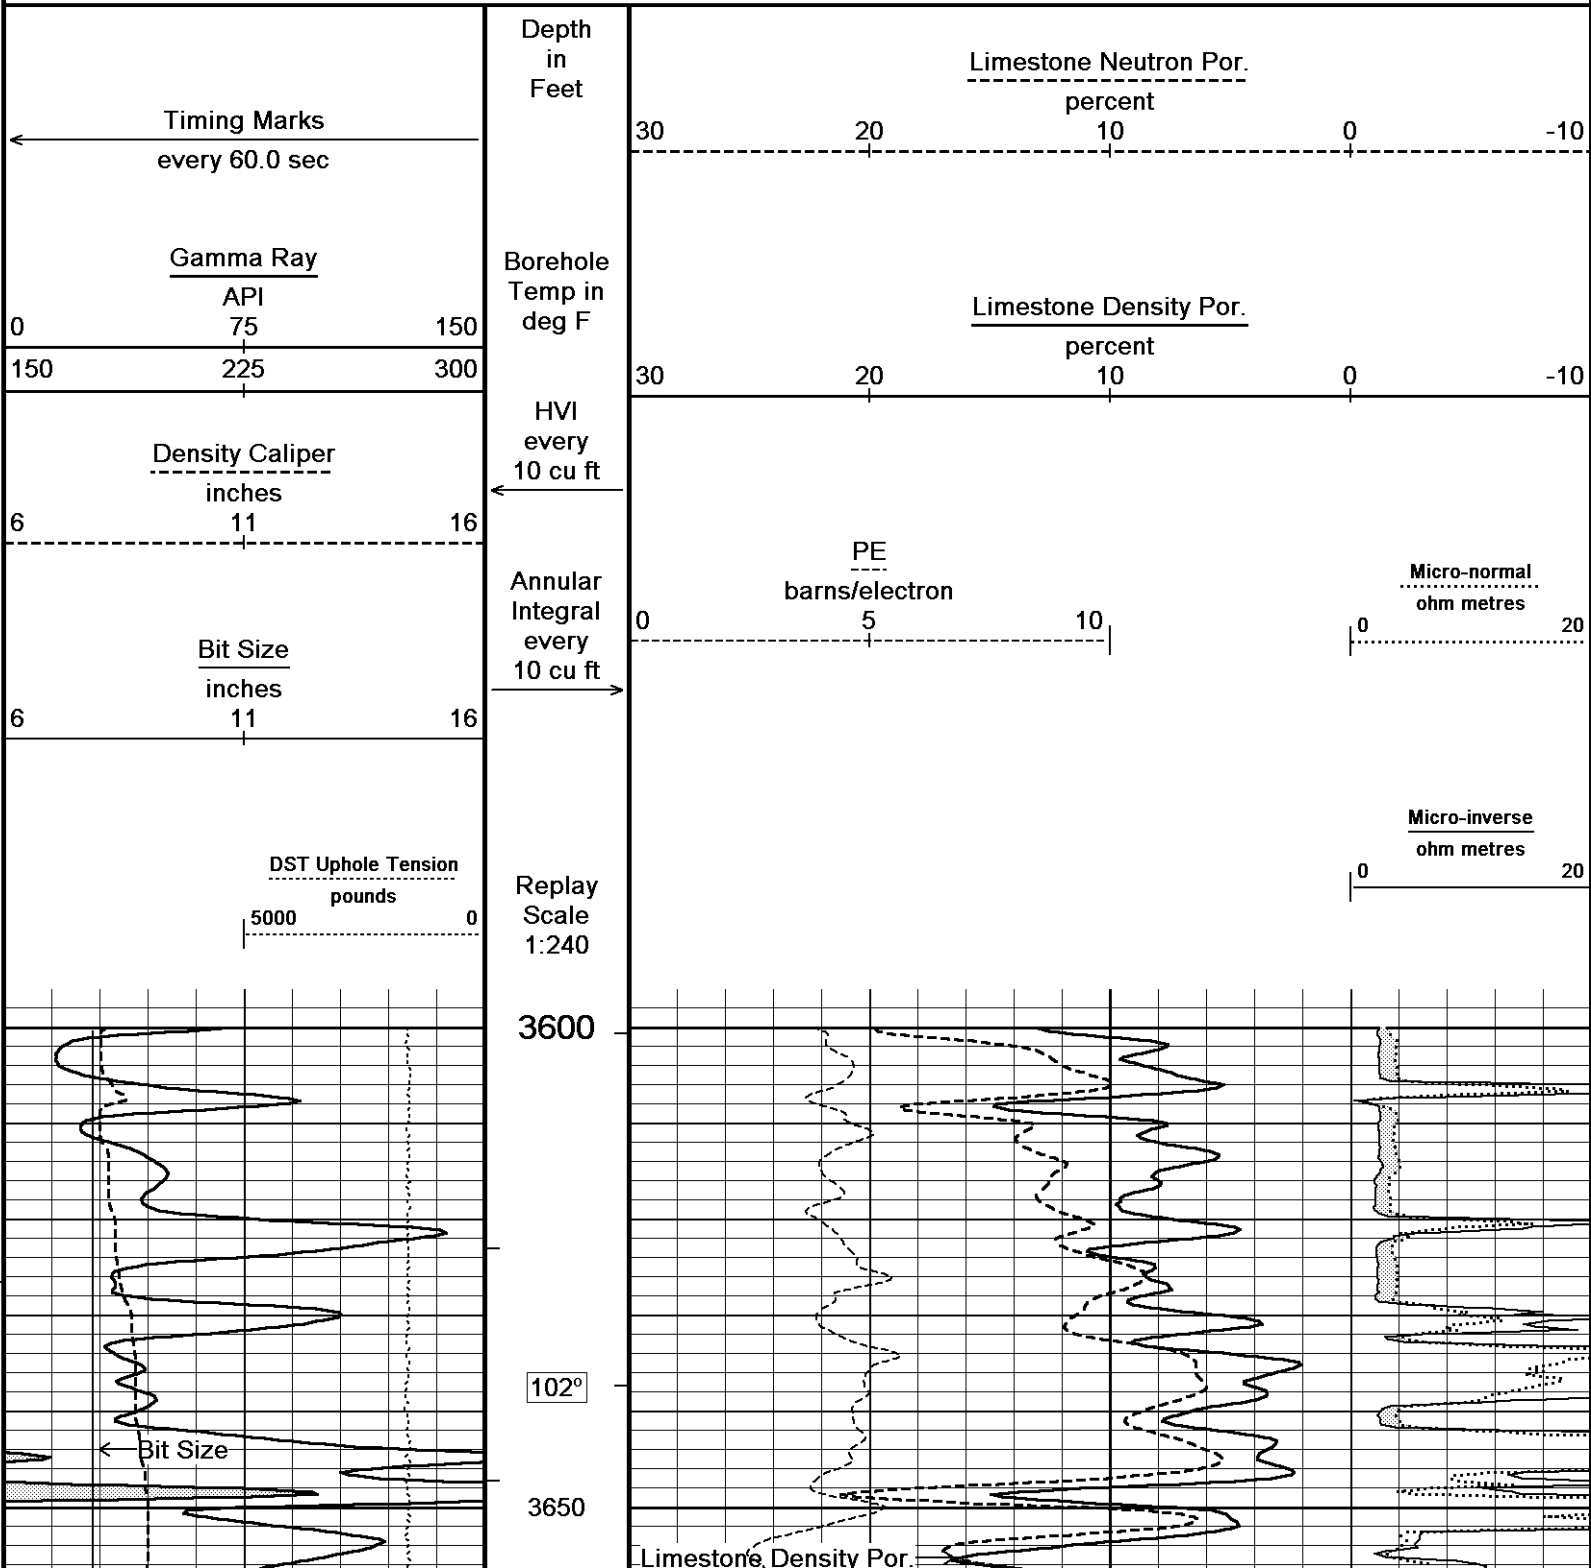 Timing Marks
every 60.0 sec
Gamma Ray
API
0 75 150
150 225 300
Density Caliper
inches
6 11 16
Bit Size
inches
6 11 16
DST Uphole Tension
pounds
5000 0
Depth
in
Feet
Borehole
Temp in
deg F
HVI
every
10 cu ft
Annular
Integral
every
10 cu ft
Replay
Scale
1:240
Limestone Neutron Por.
percent
30 20 10 0 -10
Limestone Density Por.
percent
30 20 10 0 -10
PE
barns/electron
0 5 10
Micro-normal
ohm metres
0 20
Micro-inverse
ohm metres
0 20
3600
102º
Bit Size
3650
Limestone Density Por.